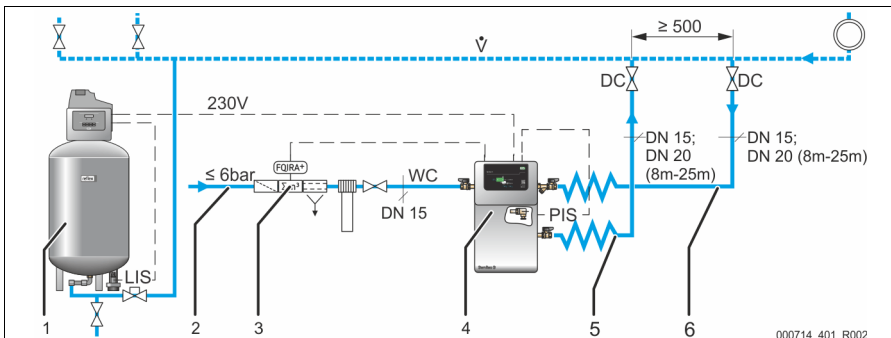 ≥ 500
V̇
DC
DC
230V
DN 15;
DN 20
(8m-25m)
DN 15;
DN 20 (8m-25m)
≤ 6bar
FQIRA+
WC
DN 15
PIS
LIS
1
2
3
4
5
6
000714_401_R002